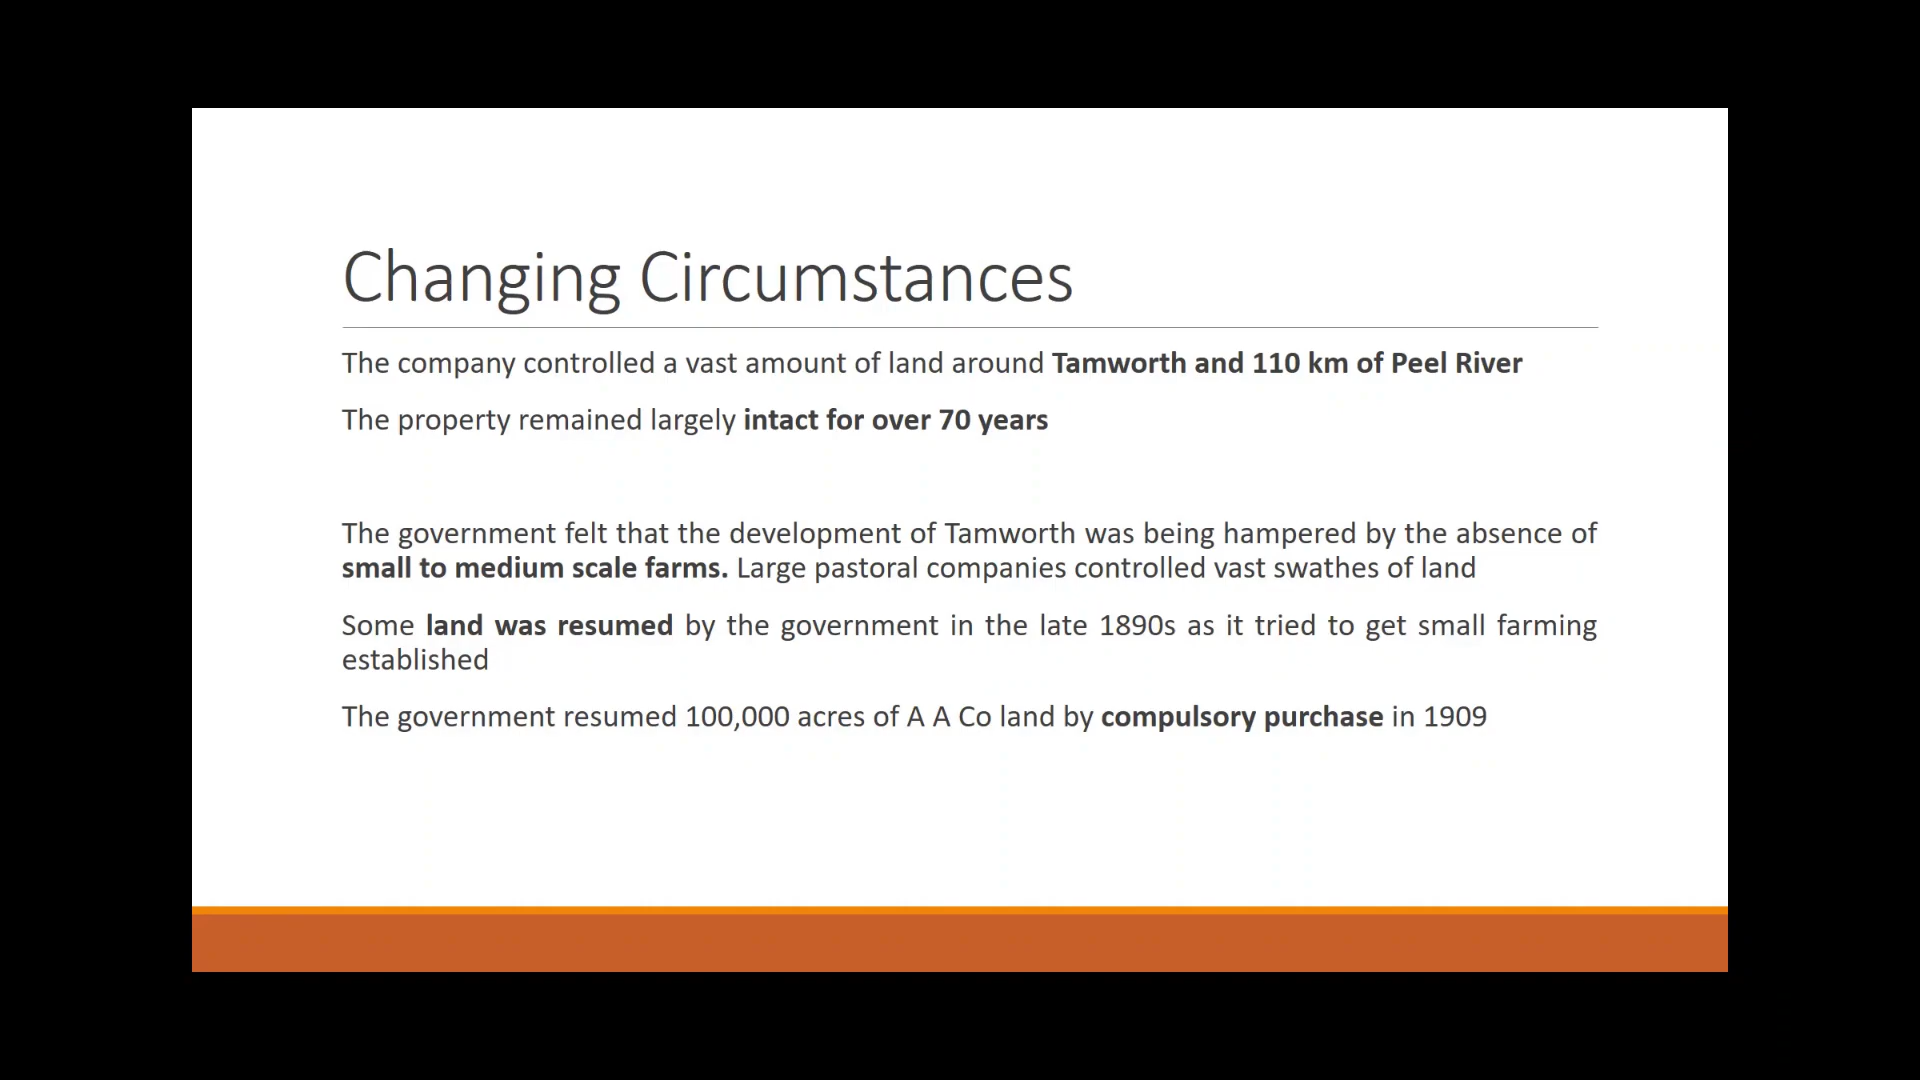 Changing Circumstances
The company controlled a vast amount of land around Tamworth and 110 km of Peel River
The property remained largely intact for over 70 years
The government felt that the development of Tamworth was being hampered by the absence of
small to medium scale farms. Large pastoral companies controlled vast swathes of land
Some land was resumed by the government in the late 1890s as it tried to get small farming
established
The government resumed 100,000 acres of A A Co land by compulsory purchase in 1909